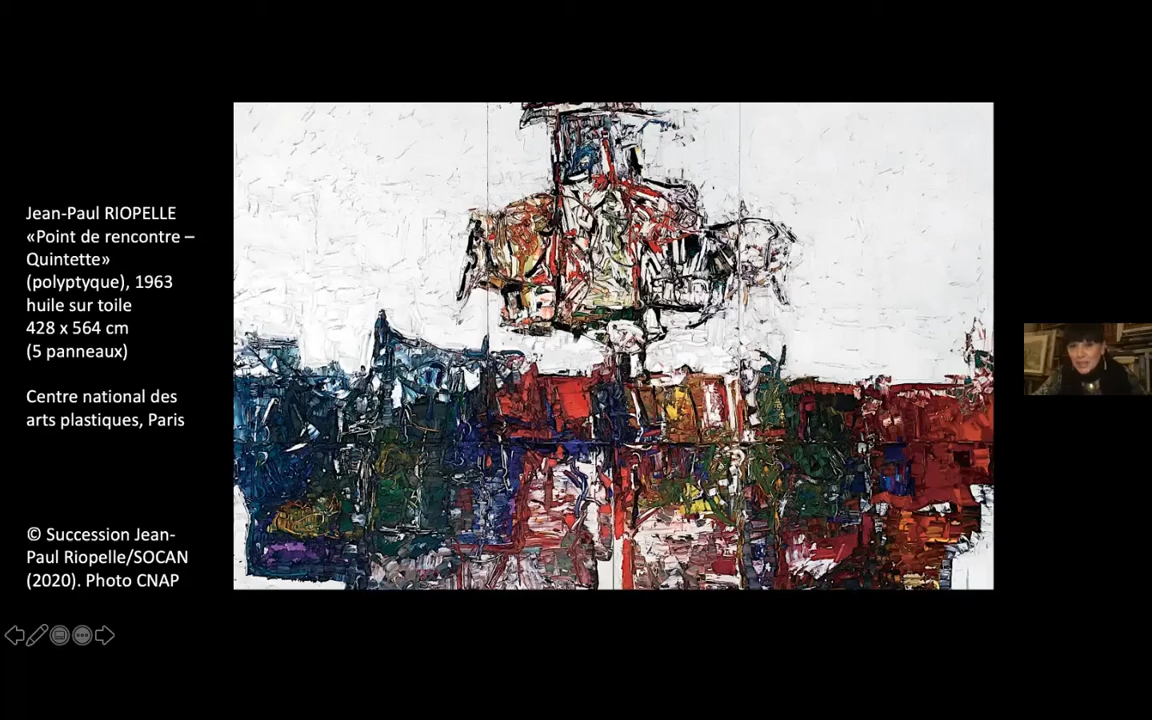 Jean-Paul RIOPELLE
«Point de rencontre –
Quintette»
(polyptyque), 1963
huile sur toile
428 x 564 cm
(5 panneaux)
Centre national des
arts plastiques, Paris
© Succession Jean-
Paul Riopelle/SOCAN
(2020). Photo CNAP